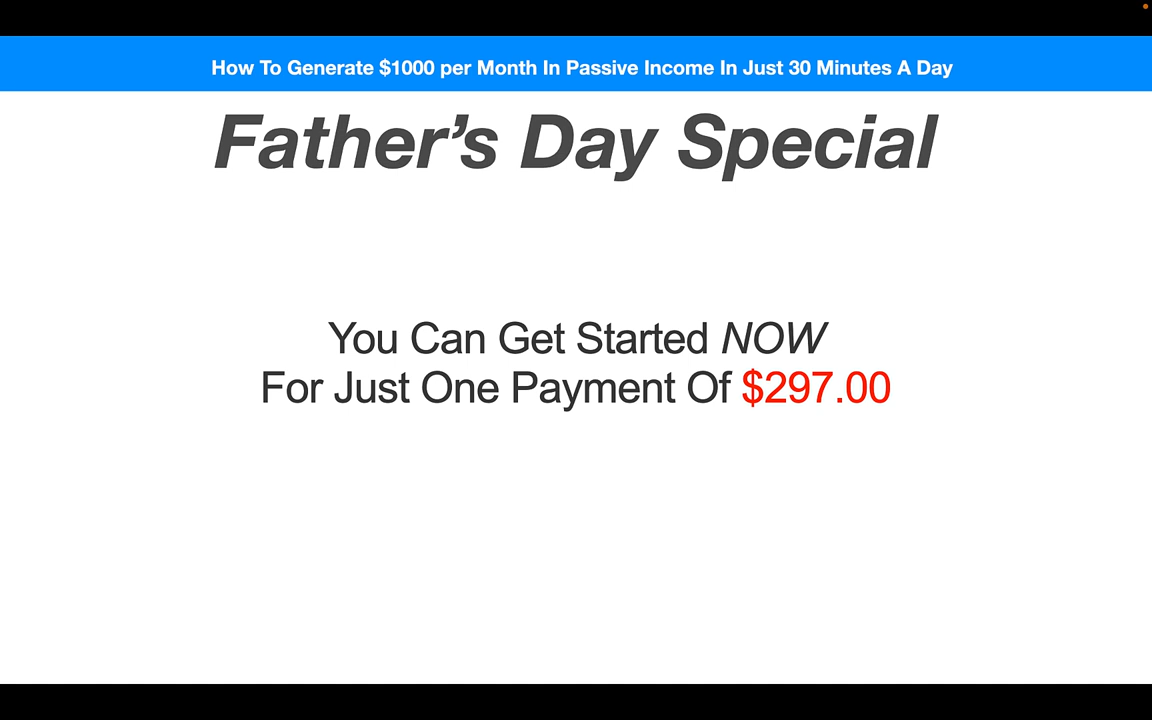 How To Generate $1000 per Month In Passive Income In Just 30 Minutes A Day
Father’s Day Special
You Can Get Started NOW
For Just One Payment Of $297.00